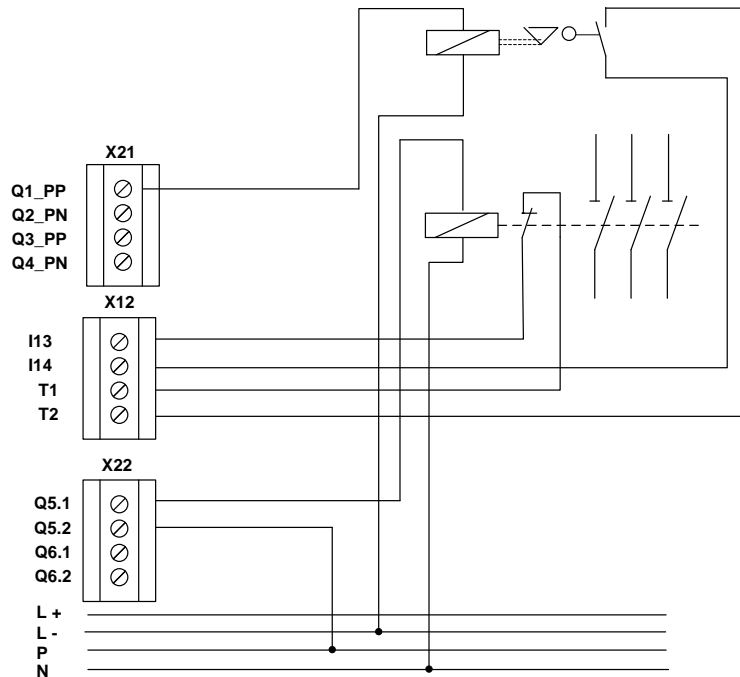 X21
Q1_PP
Q2_PN
Q3_PP
Q4_PN
X12
I13
I14
T1
T2
X22
Q5.1
Q5.2
Q6.1
Q6.2
L +
L -
P
N